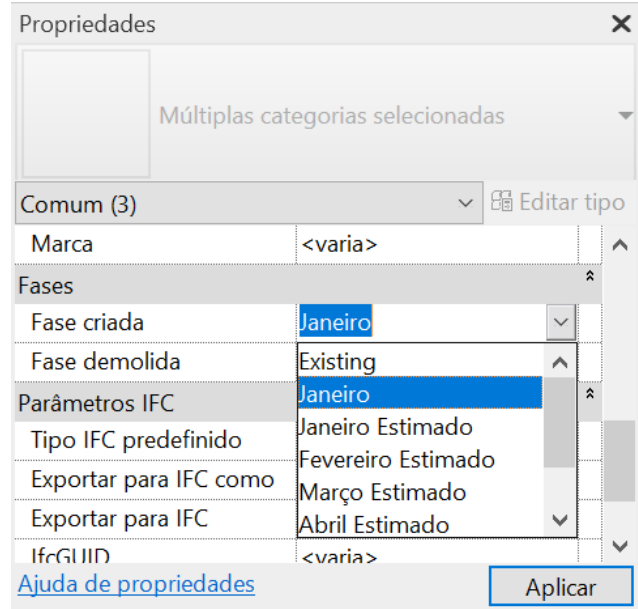 Propriedades
Múltiplas categorias selecionadas
Comum (3) Editar tipo
Marca <varia>
Fases
Fase criada Janeiro
Fase demolida Existing
Parâmetros IFC Janeiro
Tipo IFC predefinido Janeiro Estimado
Fevereiro Estimado
Exportar para IFC como Março Estimado
Exportar para IFC Abril Estimado
IfcGUID <varia>
Ajuda de propriedades Aplicar